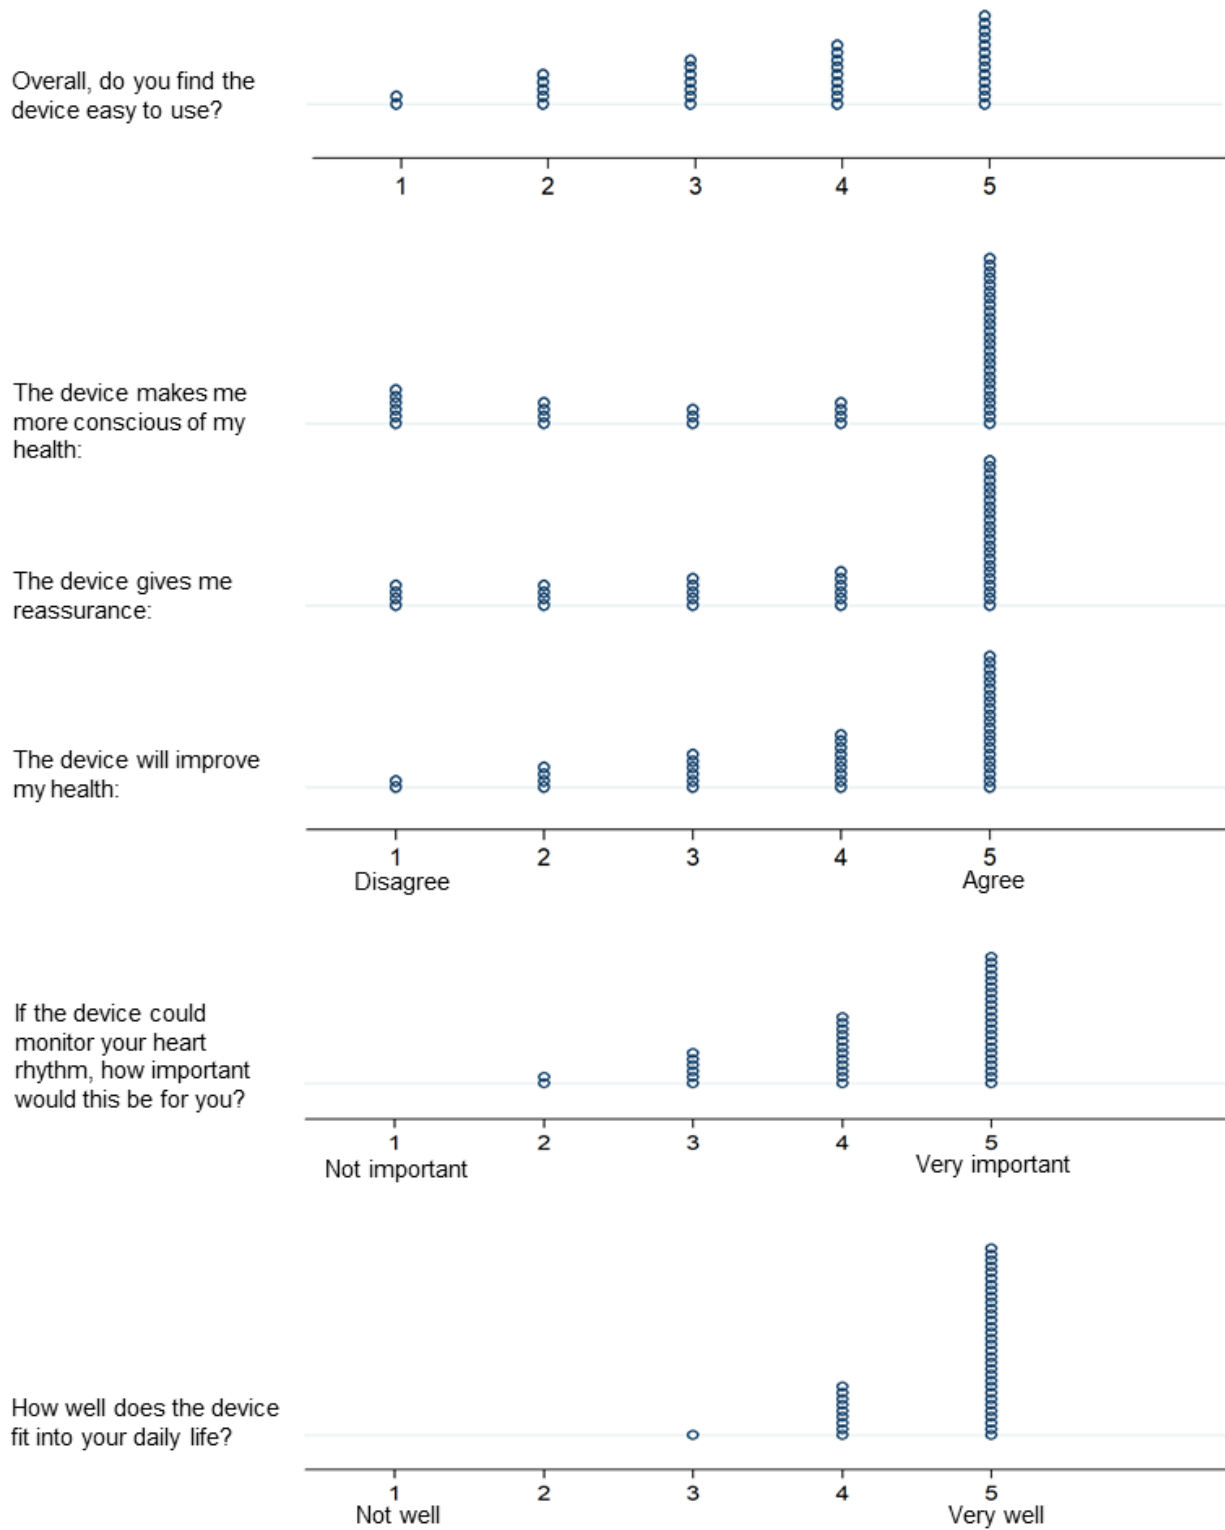 Overall, do you find the
device easy to use?
1 2 3 4 5
The device makes me
more conscious of my
health:
The device gives me
reassurance:
The device will improve
my health:
1 2 3 4 5
Disagree Agree
If the device could
monitor your heart
rhythm, how important
would this be for you?
1 2 3 4 5
Not important Very important
How well does the device
fit into your daily life?
1 2 3 4 5
Not well Very well